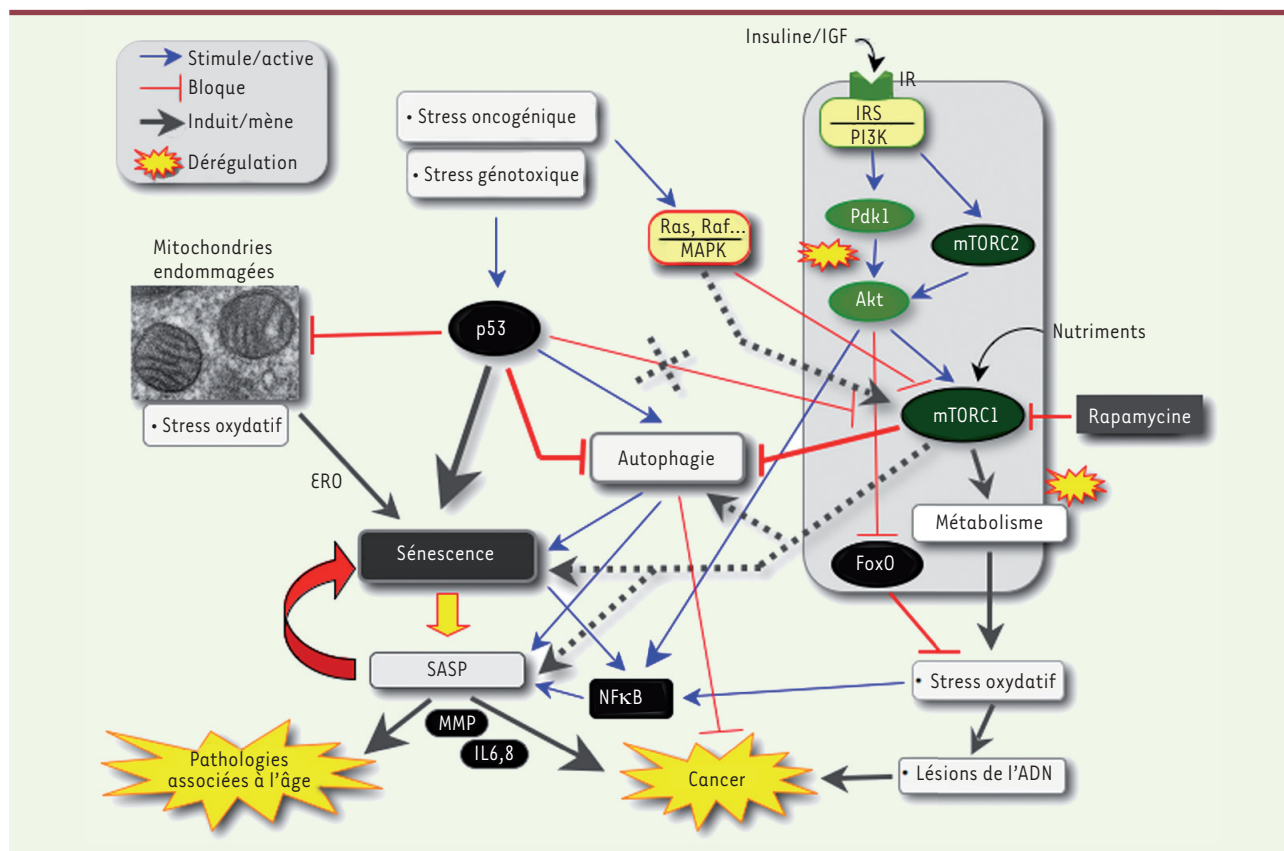 Stimule/active
Bloque
Induit/mène
Dérégulation
Insuline/IGF
IR
IRS
PI3K
• Stress oncogénique
• Stress génotoxique
Pdk1
mTORC2
Ras, Raf...
MAPK
Akt
Mitochondries
endommagées
p53
Nutriments
mTORC1
Rapamycine
• Stress oxydatif
Autophagie
ERO
Métabolisme
Sénescence
FoxO
SASP
• Stress oxydatif
NFκB
MMP
IL6,8
Pathologies
associées à l'âge
Cancer
• Lésions de l'ADN